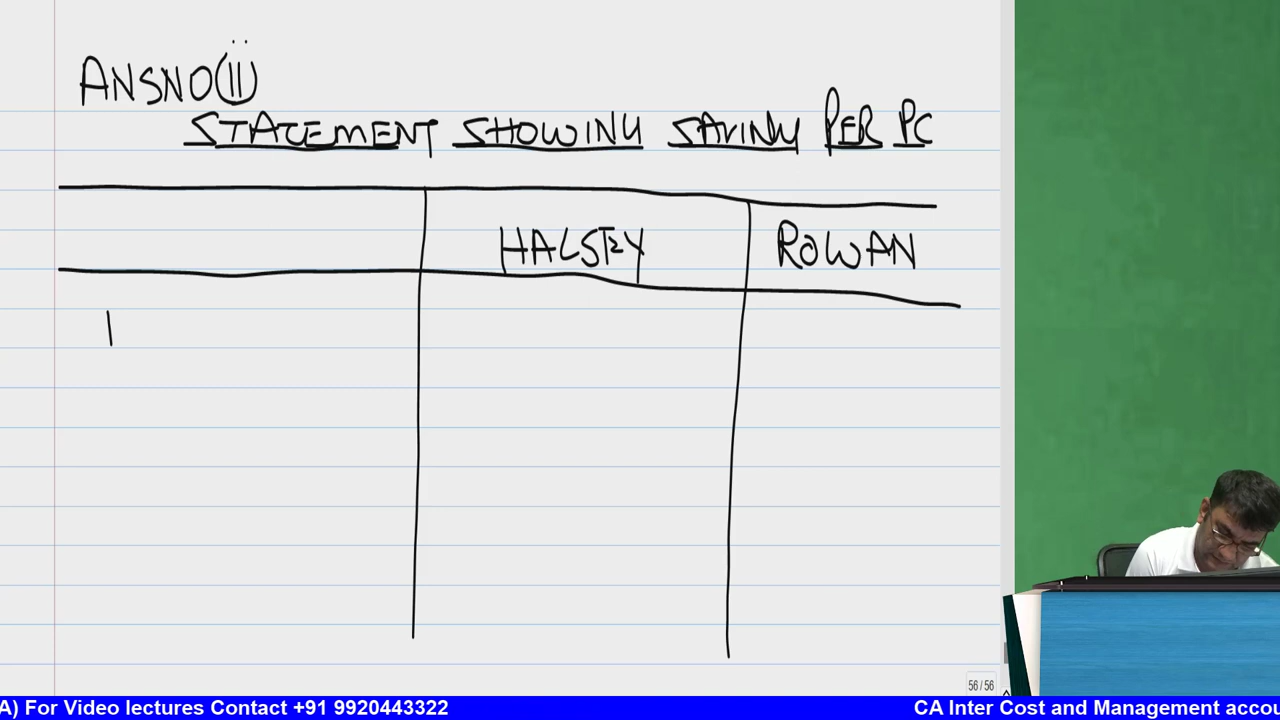 ANSNO(ii)
STATEMENT SHOWING SAVING PER PC
HALSEY ROWAN
56/56
A) For Video lectures Contact +91 9920443322 CA Inter Cost and Management accou